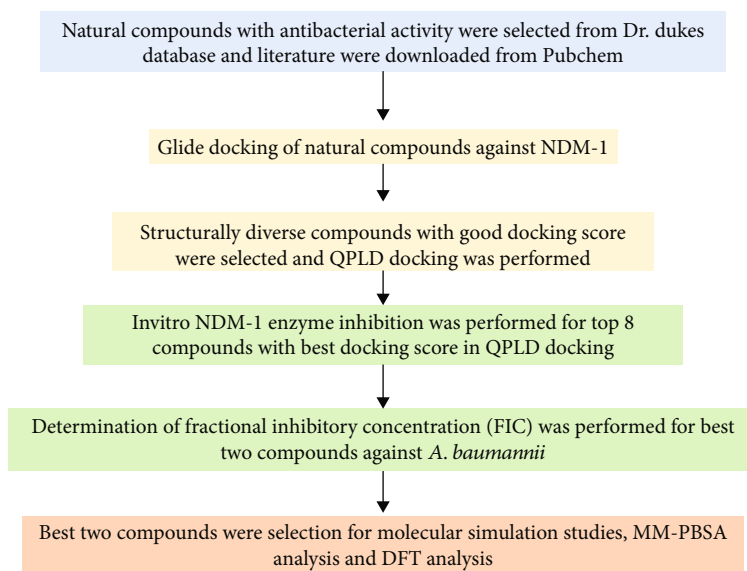 Natural compounds with antibacterial activity were selected from Dr. dukes
database and literature were downloaded from Pubchem
Glide docking of natural compounds against NDM-1
Structurally diverse compounds with good docking score
were selected and QPLD docking was performed
Invitro NDM-1 enzyme inhibition was performed for top 8
compounds with best docking score in QPLD docking
Determination of fractional inhibitory concentration (FIC) was performed for best
two compounds against A. baumannii
Best two compounds were selection for molecular simulation studies, MM-PBSA
analysis and DFT analysis